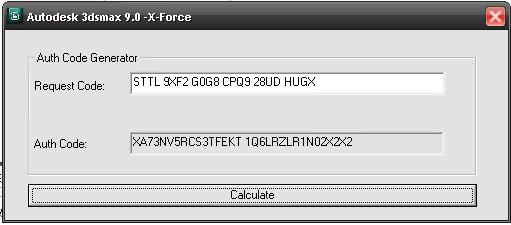 Autodesk 3dsmax 9.0 -X-Force
Auth Code Generator
Request Code: STTL 9XF2 G0G8 CPQ9 28UD HUGX
Auth Code: XA73NV5RCS3TFEKT 1Q6LRZLR1N02X2X2
Calculate